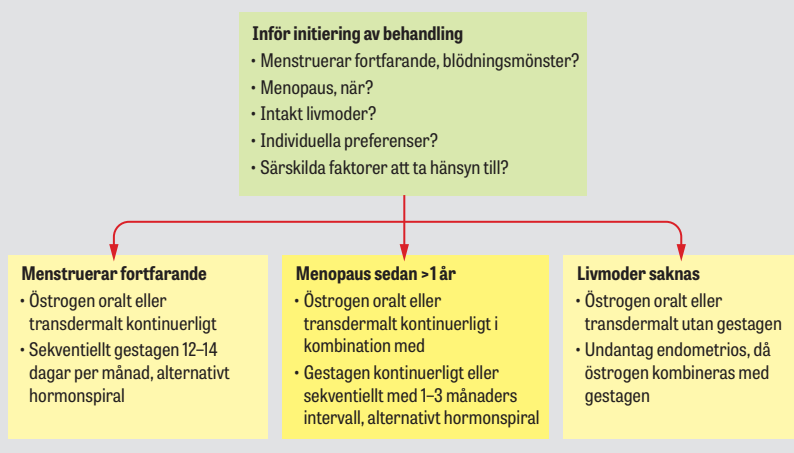 Inför initiering av behandling
• Menstruerar fortfarande, blödningsmönster?
• Menopaus, när?
• Intakt livmoder?
• Individuella preferenser?
• Särskilda faktorer att ta hänsyn till?
Menstruerar fortfarande
• Östrogen oralt eller
transdermalt kontinuerligt
• Sekventiellt gestagen 12–14
dagar per månad, alternativt
hormonspiral
Menopaus sedan >1 år
• Östrogen oralt eller
transdermalt kontinuerligt i
kombination med
• Gestagen kontinuerligt eller
sekventiellt med 1–3 månaders
intervall, alternativt hormonspiral
Livmoder saknas
• Östrogen oralt eller
transdermalt utan gestagen
• Undantag endometrios, då
östrogen kombineras med
gestagen